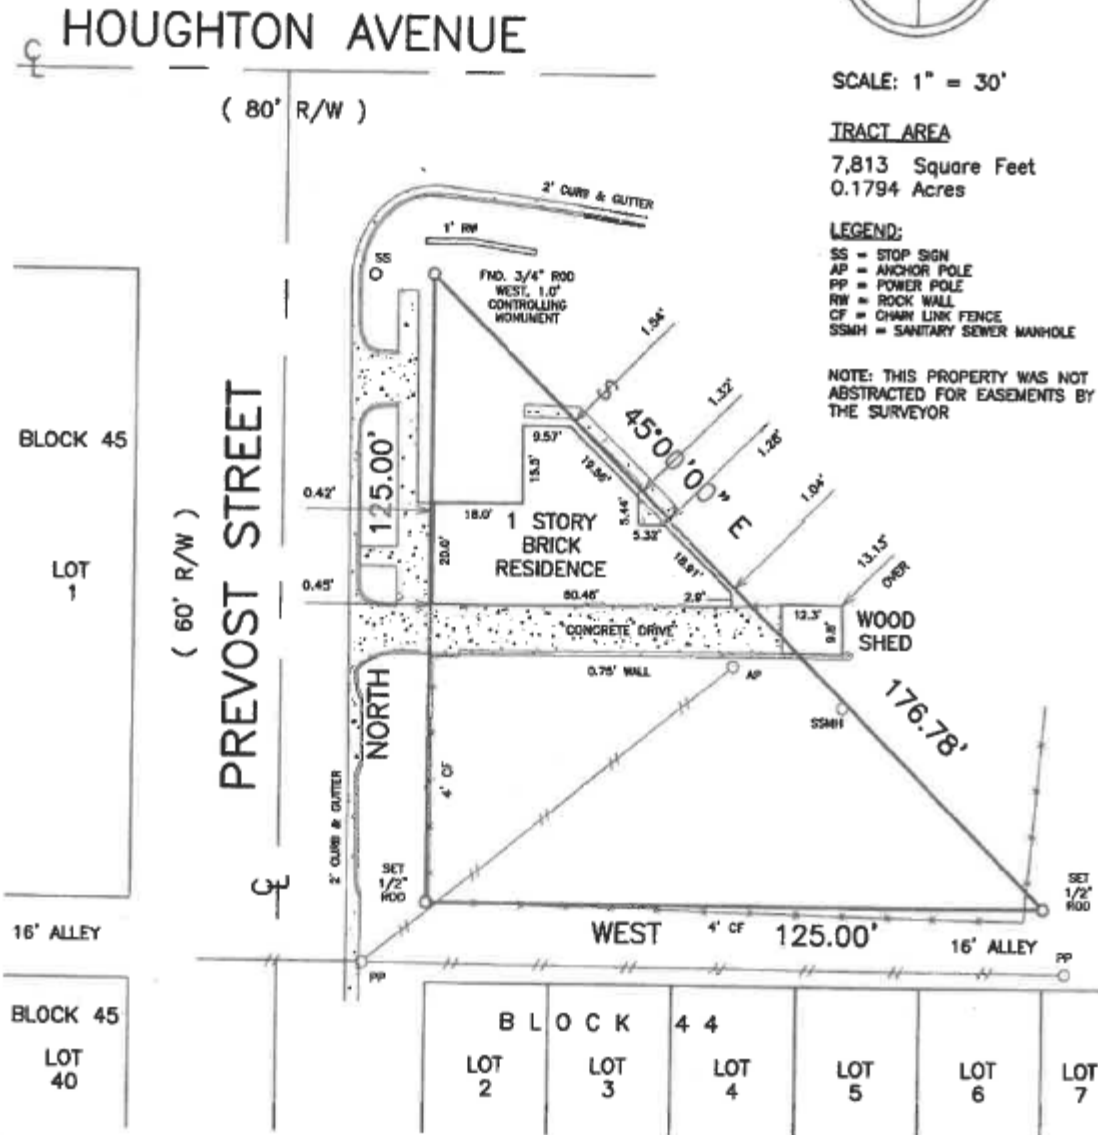 HOUGHTON AVENUE
℄
( 80' R/W )
SCALE: 1" = 30'
TRACT AREA
7,813 Square Feet
0.1794 Acres
LEGEND:
SS = STOP SIGN
AP = ANCHOR POLE
PP = POWER POLE
RW = ROCK WALL
CF = CHAIN LINK FENCE
SSMH = SANITARY SEWER MANHOLE
NOTE: THIS PROPERTY WAS NOT
ABSTRACTED FOR EASEMENTS BY
THE SURVEYOR
2' CURB & GUTTER
1' RW
SS
FND. 3/4" ROD
WEST, 1.0'
CONTROLLING
MONUMENT
1.54'
1.32'
1.28'
1.04'
13.13'
OVER
S 45°00'00" E
176.78'
BLOCK 45
LOT
1
PREVOST STREET
( 60' R/W )
125.00'
NORTH
0.42'
0.45'
9.57'
15.5'
19.56'
18.0'
20.0'
5.44'
5.32'
18.91'
2.9'
60.46'
1 STORY
BRICK
RESIDENCE
CONCRETE DRIVE
12.3'
9.8'
WOOD
SHED
0.75' WALL
AP
SSMH
4' CF
2' CURB & GUTTER
℄
SET
1/2"
ROD
SET
1/2"
ROD
WEST
4' CF
125.00'
16' ALLEY
16' ALLEY
PP
PP
BLOCK 45
LOT
40
BLOCK 44
LOT
2
LOT
3
LOT
4
LOT
5
LOT
6
LOT
7